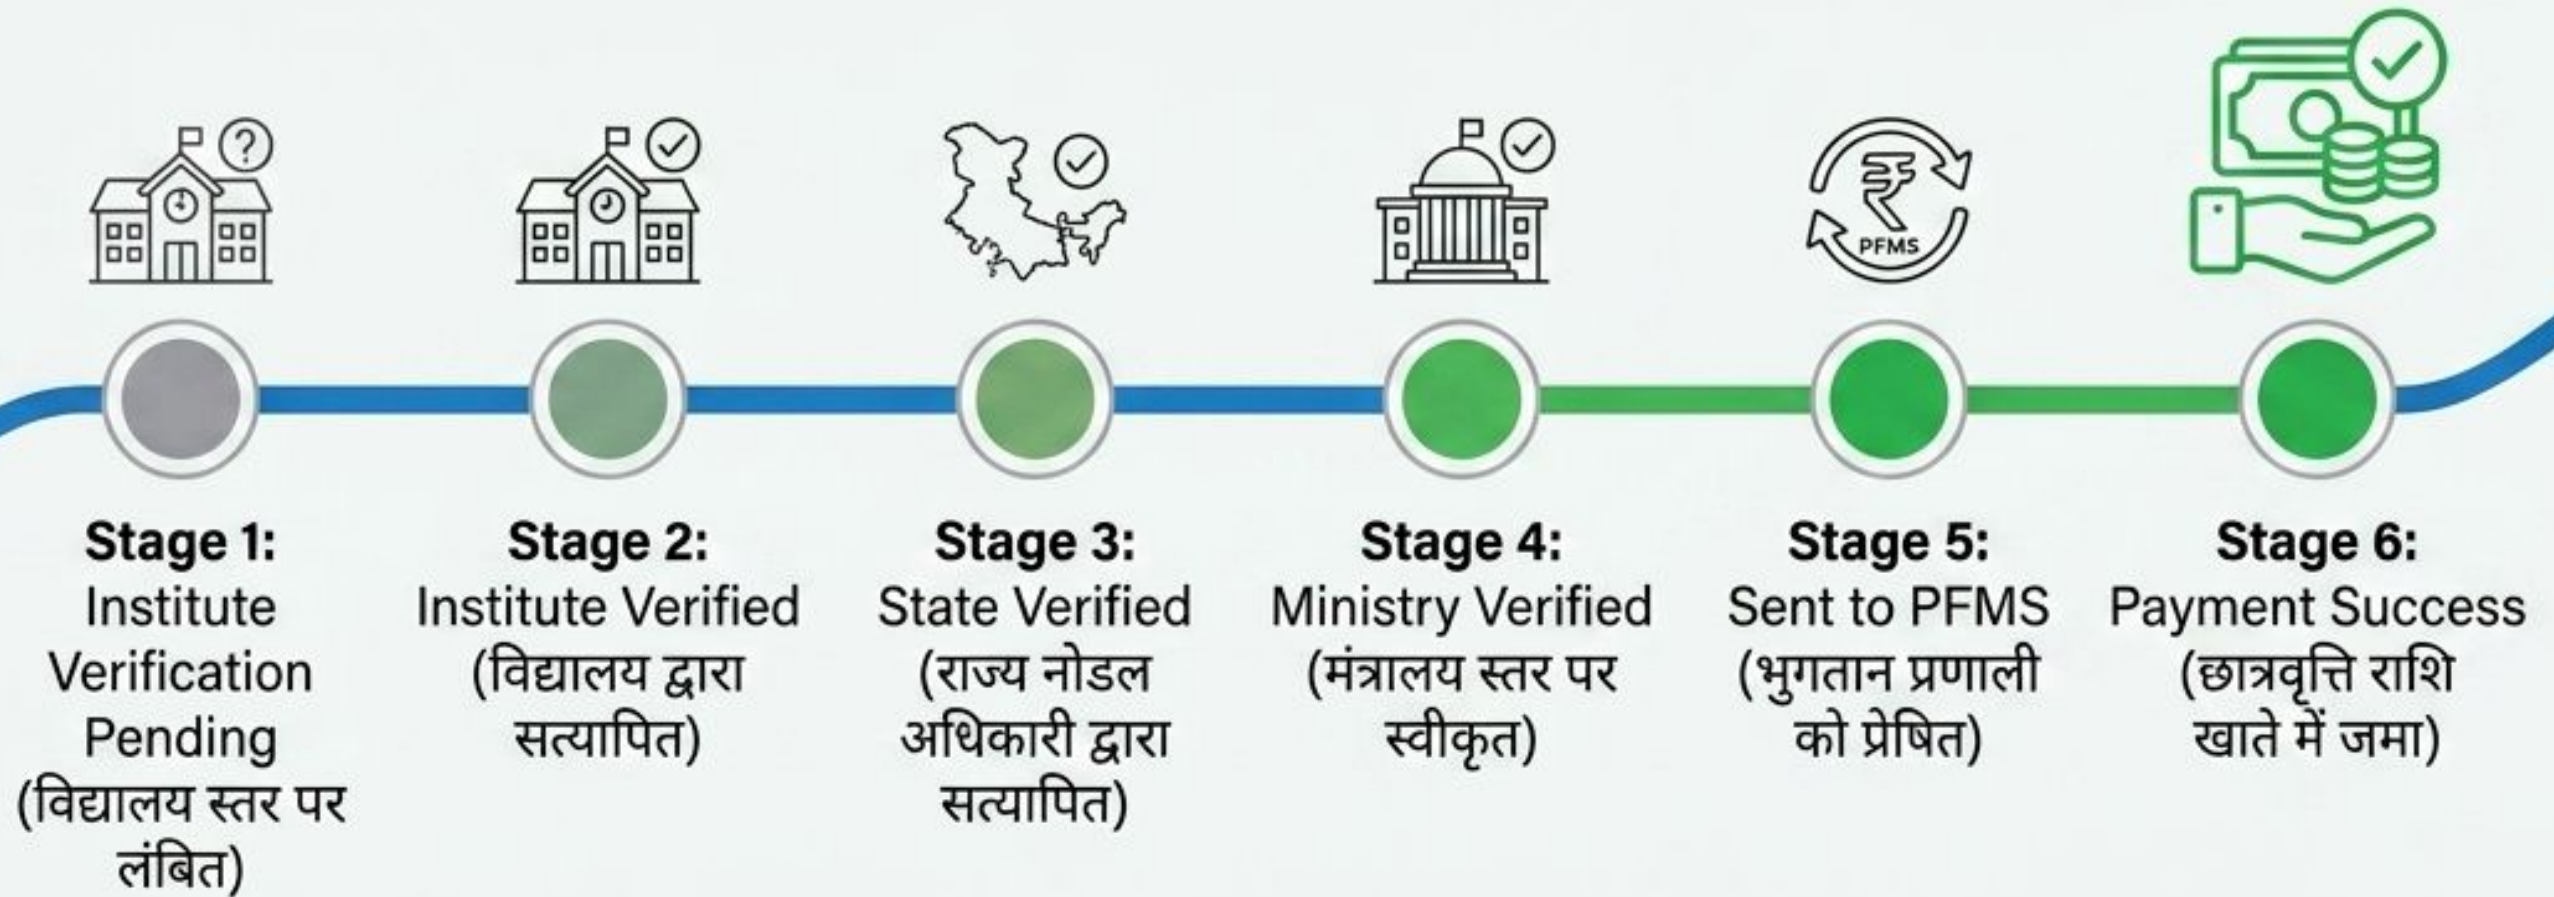 PFMS
Stage 1:
Institute
Verification
Pending
(विद्यालय स्तर पर
लंबित)
Stage 2:
Institute Verified
(विद्यालय द्वारा
सत्यापित)
Stage 3:
State Verified
(राज्य नोडल
अधिकारी द्वारा
सत्यापित)
Stage 4:
Ministry Verified
(मंत्रालय स्तर पर
स्वीकृत)
Stage 5:
Sent to PFMS
(भुगतान प्रणाली
को प्रेषित)
Stage 6:
Payment Success
(छात्रवृत्ति राशि
खाते में जमा)